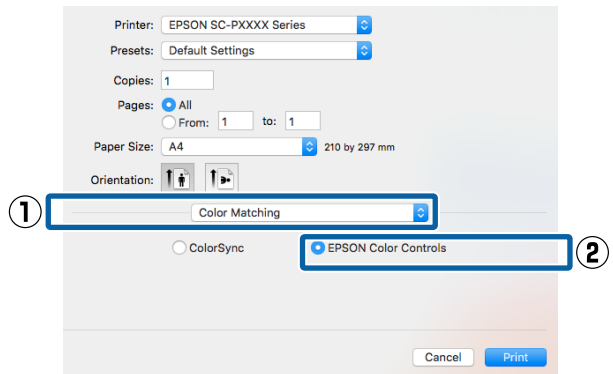 Printer: EPSON SC-PXXXX Series
Presets: Default Settings
Copies: 1
Pages: All
From: 1 to: 1
Paper Size: A4 210 by 297 mm
Orientation:
1 Color Matching
ColorSync EPSON Color Controls 2
Cancel Print